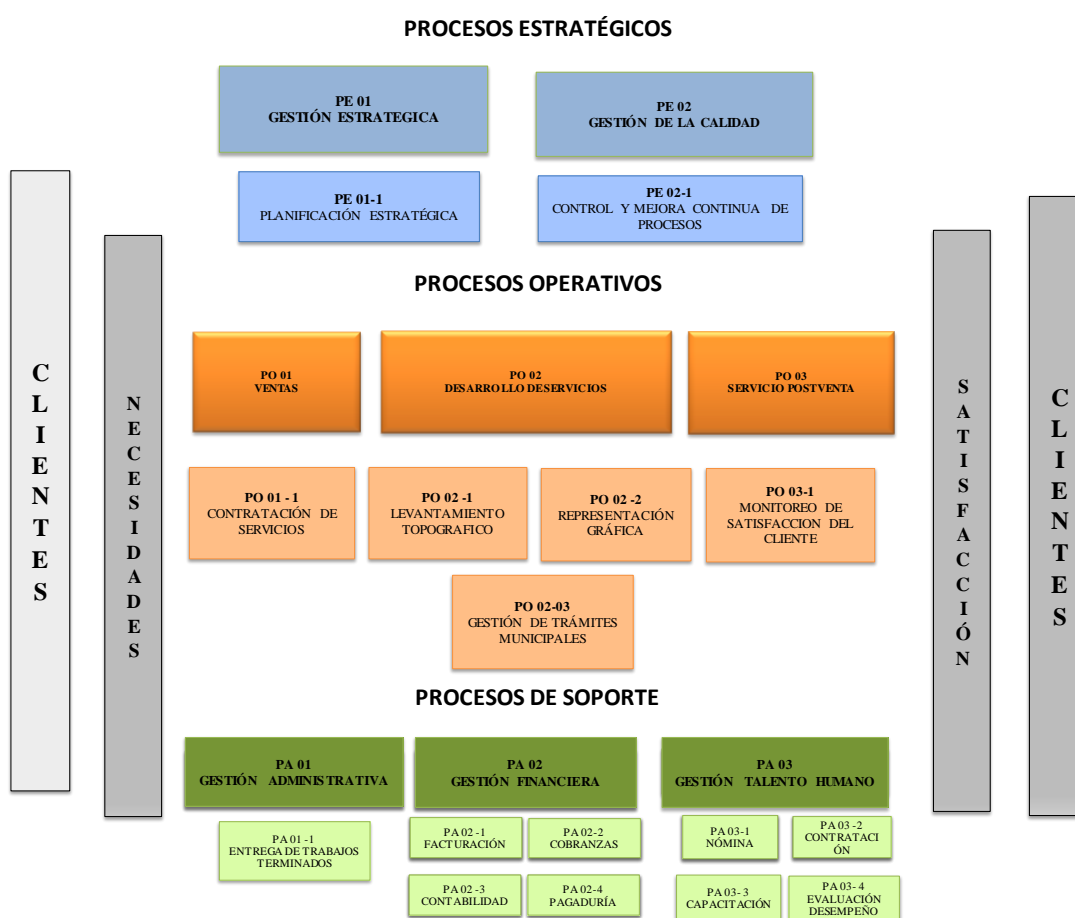 PROCESOS ESTRATÉGICOS
PE 01
GESTIÓN ESTRATEGICA
PE 02
GESTIÓN DE LA CALIDAD
PE 01-1
PLANIFICACIÓN ESTRATÉGICA
PE 02-1
CONTROL Y MEJORA CONTINUA DE
PROCESOS
CLIENTES
NECESIDADES
PROCESOS OPERATIVOS
PO 01
VENTAS
PO 02
DESARROLLO DE SERVICIOS
PO 03
SERVICIO POSTVENTA
PO 01 - 1
CONTRATACIÓN DE
SERVICIOS
PO 02 -1
LEVANTAMIENTO
TOPOGRAFICO
PO 02 -2
REPRESENTACIÓN
GRÁFICA
PO 03-1
MONITOREO DE
SATISFACCION DEL
CLIENTE
PO 02-03
GESTIÓN DE TRÁMITES
MUNICIPALES
SATISFACCIÓN
CLIENTES
PROCESOS DE SOPORTE
PA 01
GESTIÓN ADMINISTRATIVA
PA 02
GESTIÓN FINANCIERA
PA 03
GESTIÓN TALENTO HUMANO
PA 01 -1
ENTREGA DE TRABAJOS
TERMINADOS
PA 02 -1
FACTURACIÓN
PA 02-2
COBRANZAS
PA 03-1
NÓMINA
PA 03 -2
CONTRATACI
ÓN
PA 02 -3
CONTABILIDAD
PA 02-4
PAGADURÍA
PA 03- 3
CAPACITACIÓN
PA 03- 4
EVALUACIÓN
DESEMPEÑO